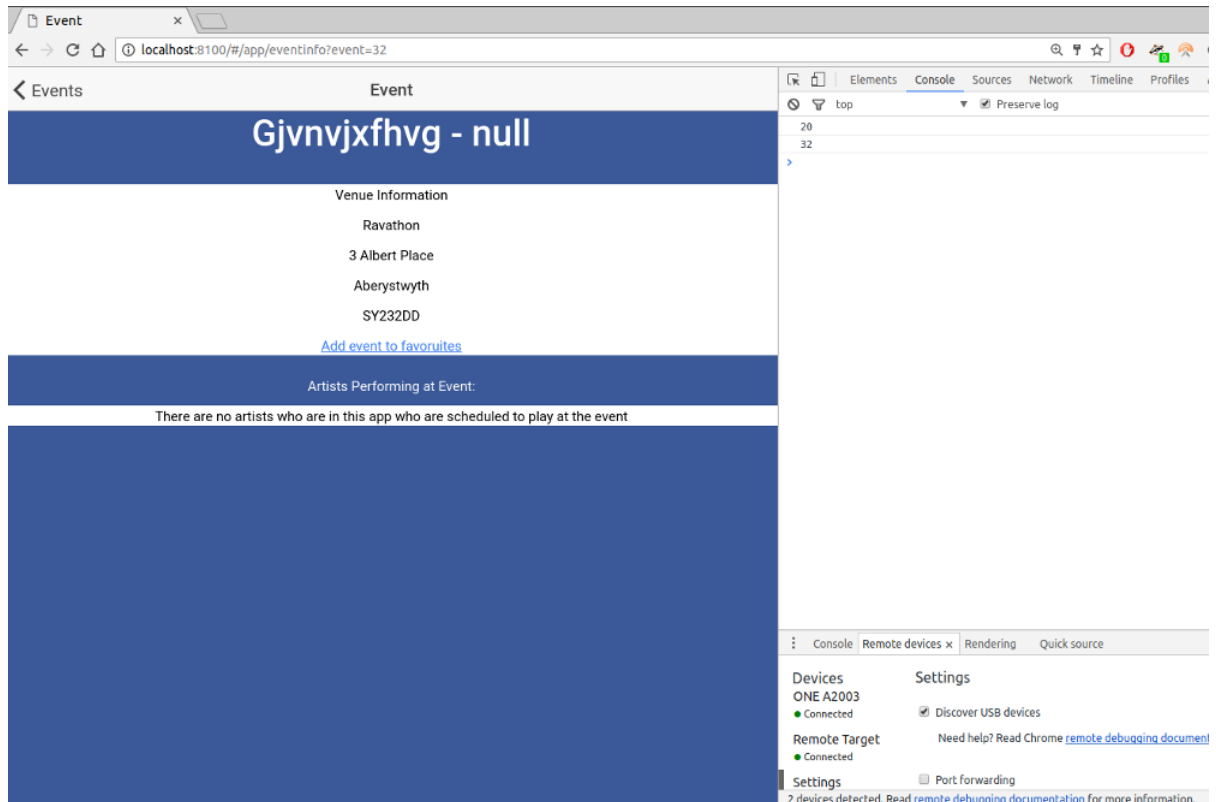 Event ×
localhost:8100/#/app/eventinfo?event=32
Events
Event
Gjvnvjxfhvg - null
Venue Information
Ravathon
3 Albert Place
Aberystwyth
SY232DD
Add event to favoruites
Artists Performing at Event:
There are no artists who are in this app who are scheduled to play at the event
Elements Console Sources Network Timeline Profiles
top Preserve log
20
32
>
Console Remote devices × Rendering Quick source
Devices
ONE A2003
Connected
Remote Target
Connected
Settings
Settings
Discover USB devices
Need help? Read Chrome remote debugging document
Port forwarding
2 devices detected. Read remote debugging documentation for more information.